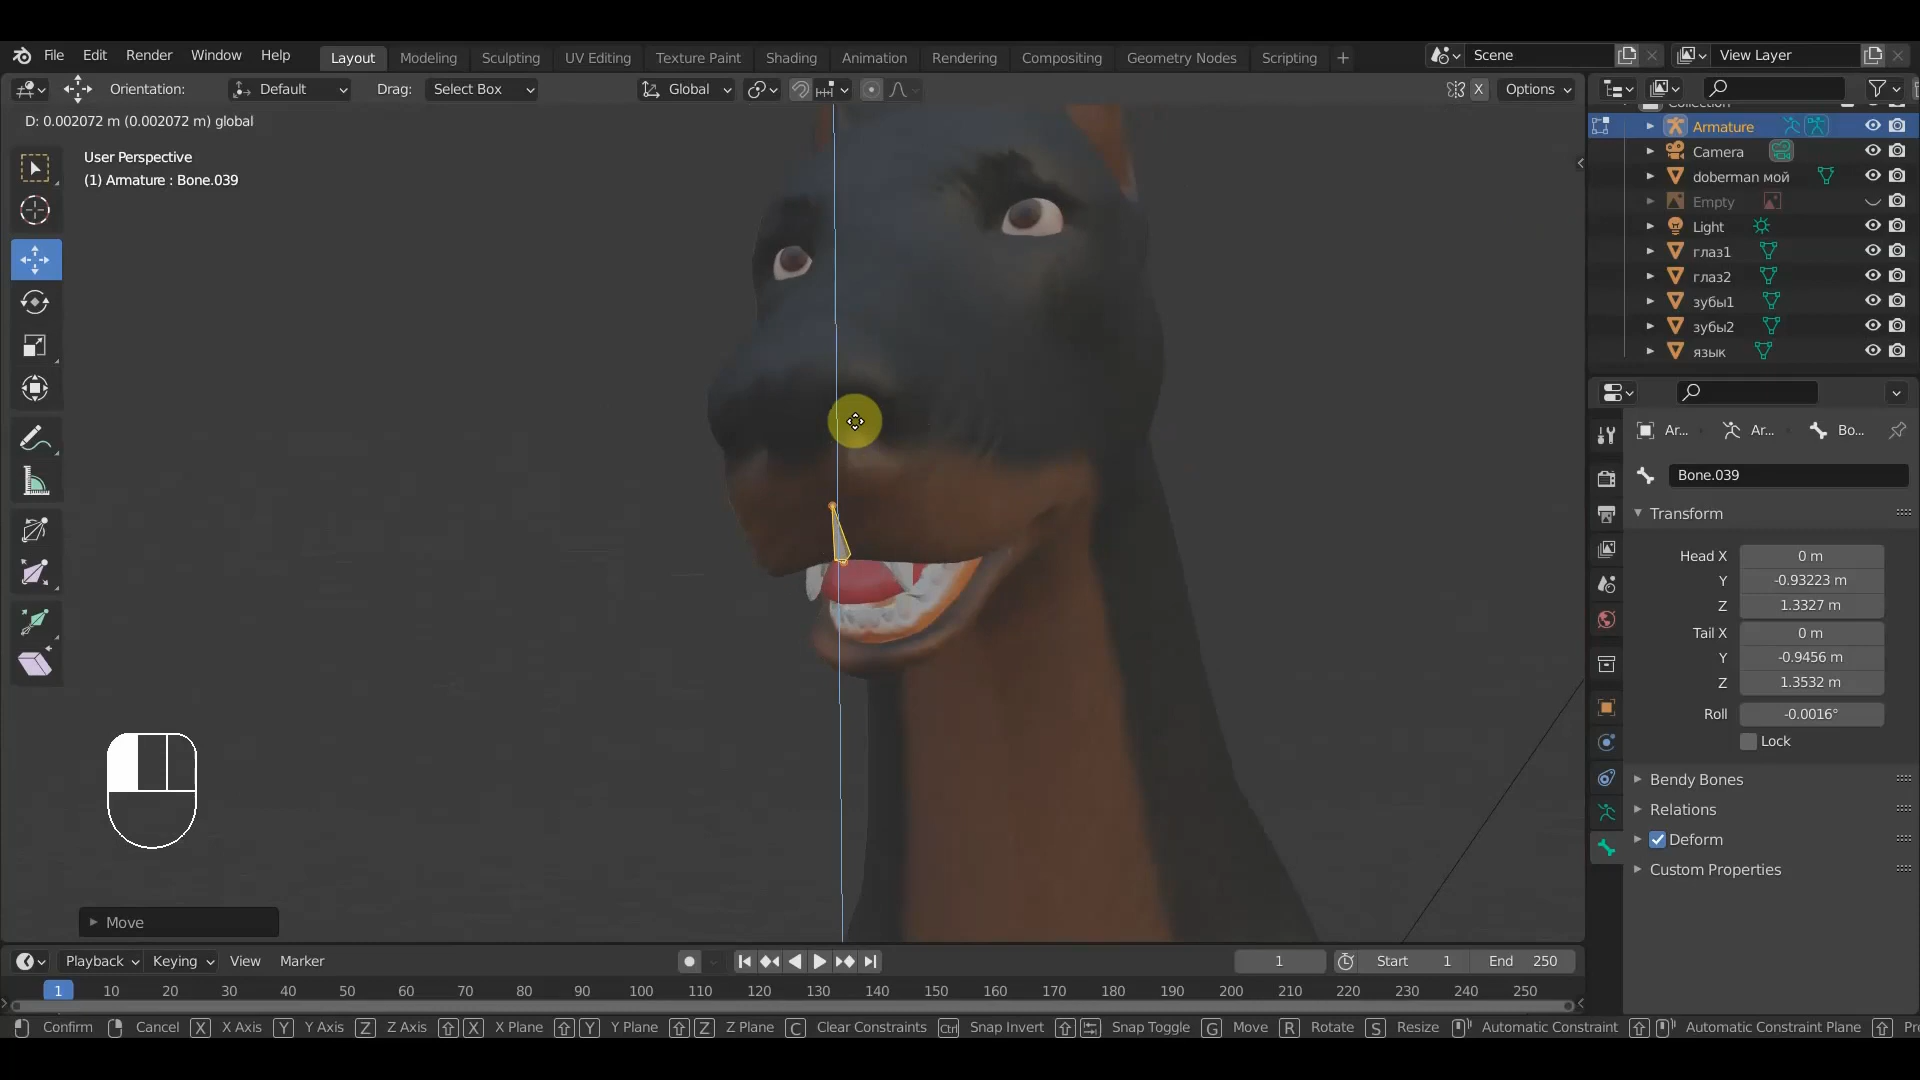 File Edit Render Window Help Layout Modeling Sculpting UV Editing Texture Paint Shading Animation Rendering Compositing Geometry Nodes Scripting + Scene View Layer
Orientation: Default Drag: Select Box Global X Options
D: 0.002072 m (0.002072 m) global
User Perspective
(1) Armature : Bone.039
Armature
Camera
doberman мой
Empty
Light
глаз1
глаз2
зубы1
зубы2
язык
Ar... Ar... Bo...
Bone.039
Transform
Head X 0 m
Y -0.93223 m
Z 1.3327 m
Tail X 0 m
Y -0.9456 m
Z 1.3532 m
Roll -0.0016°
Lock
Bendy Bones
Relations
Deform
Custom Properties
Move
Playback Keying View Marker 1 Start 1 End 250
1 10 20 30 40 50 60 70 80 90 100 110 120 130 140 150 160 170 180 190 200 210 220 230 240 250
Confirm Cancel X X Axis Y Y Axis Z Z Axis X X Plane Y Y Plane Z Z Plane C Clear Constraints Ctrl Snap Invert Snap Toggle G Move R Rotate S Resize Automatic Constraint Automatic Constraint Plane